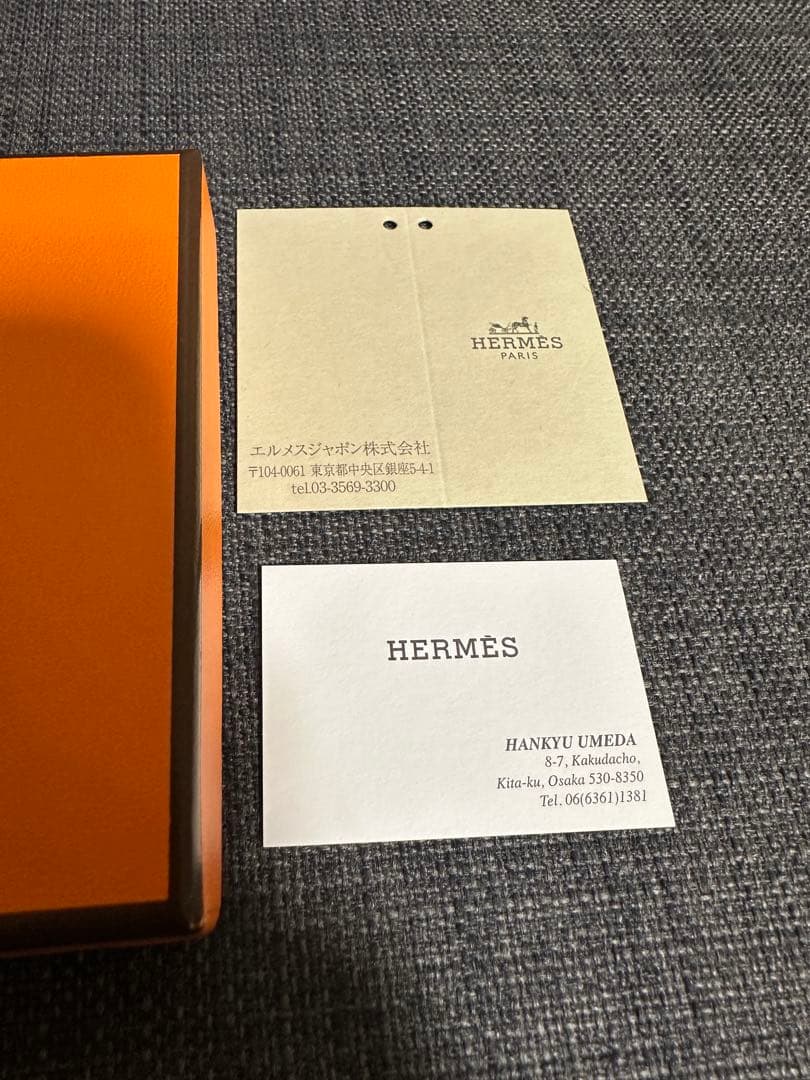 HERMÈS
PARIS
エルメスジャポン株式会社
〒104-0061 東京都中央区銀座5-4-1
tel.03-3569-3300
HERMÈS
HANKYU UMEDA
8-7, Kakudacho,
Kita-ku, Osaka 530-8350
Tel. 06(6361)1381